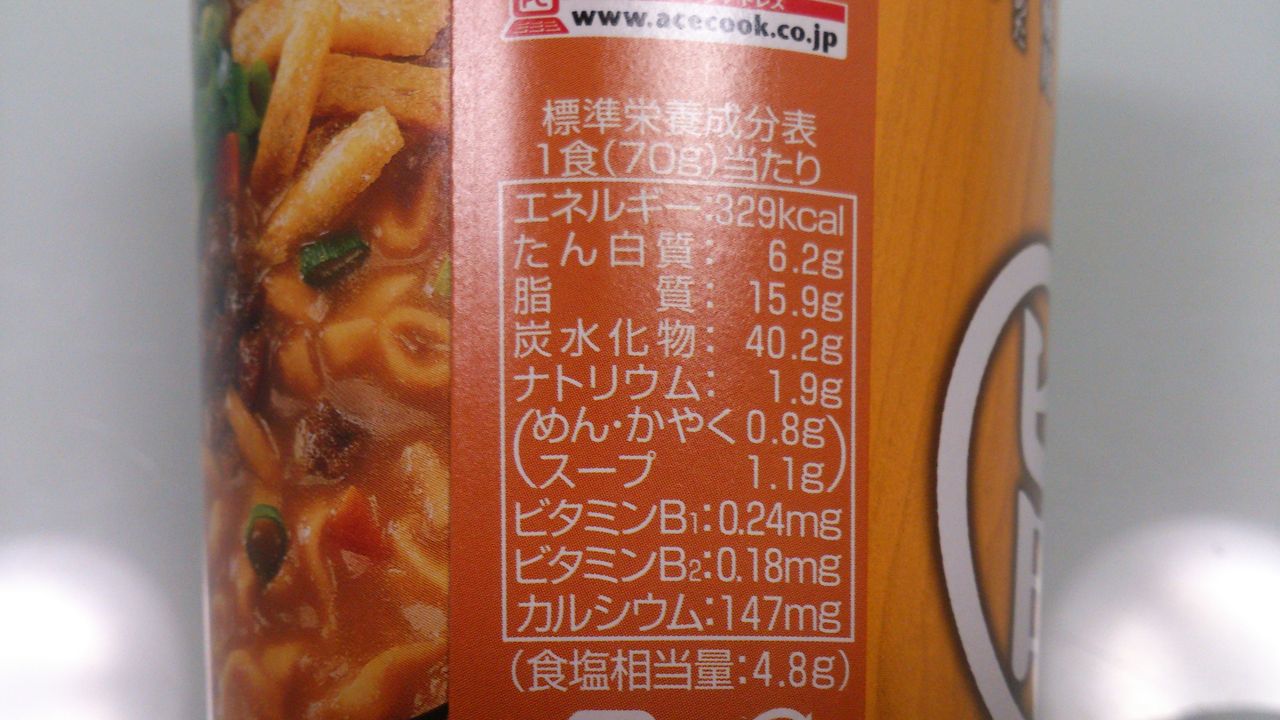 www.acecook.co.jp
標準栄養成分表
1食(70g)当たり
エネルギー:329kcal
たん白質: 6.2g
脂質: 15.9g
炭水化物: 40.2g
ナトリウム: 1.9g
(めん・かやく 0.8g)
(スープ 1.1g)
ビタミンB1:0.24mg
ビタミンB2:0.18mg
カルシウム:147mg
(食塩相当量:4.8g)